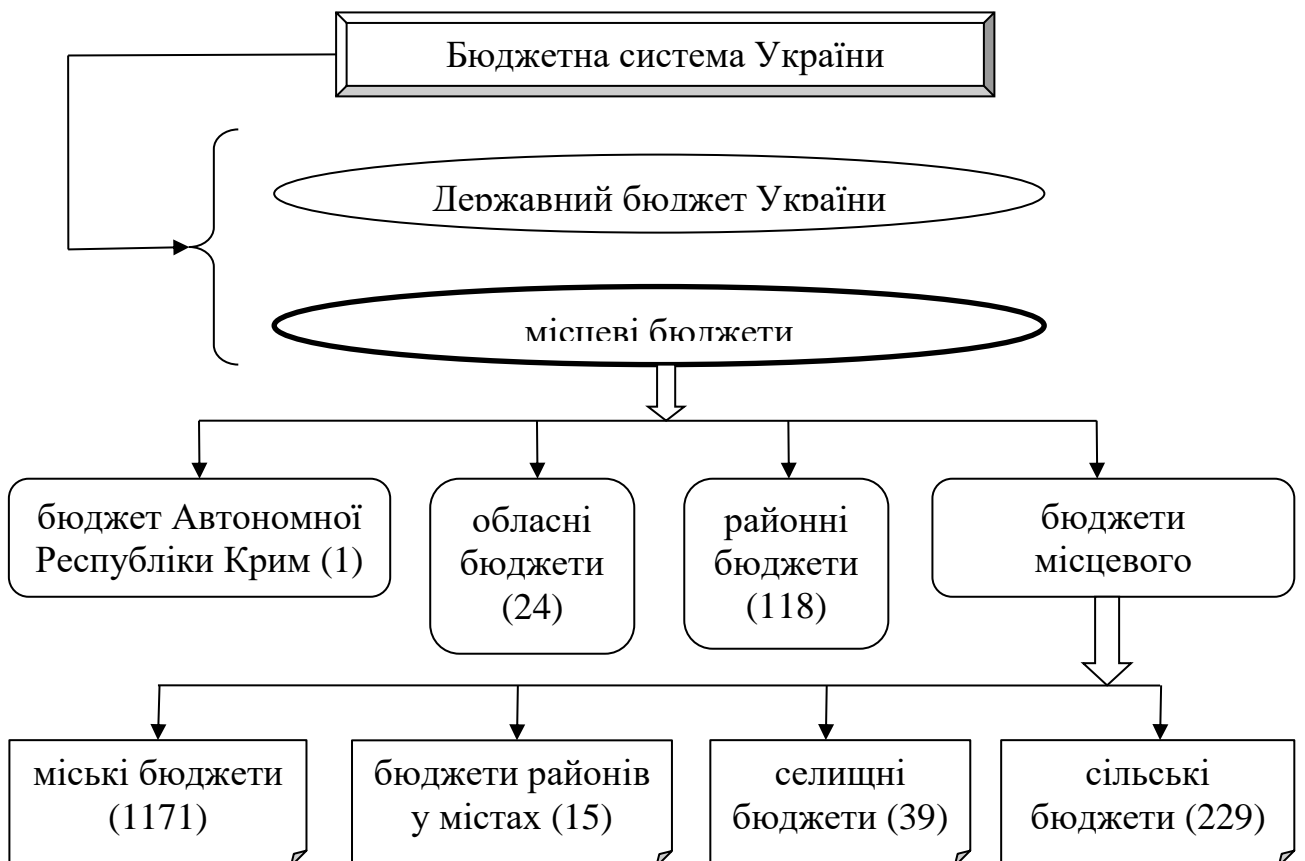 Бюджетна система України
Державний бюджет України
місцеві бюджети
бюджет Автономної
Республіки Крим (1)
обласні
бюджети
(24)
районні
бюджети
(118)
бюджети
місцевого
міські бюджети
(1171)
бюджети районів
у містах (15)
селищні
бюджети (39)
сільські
бюджети (229)